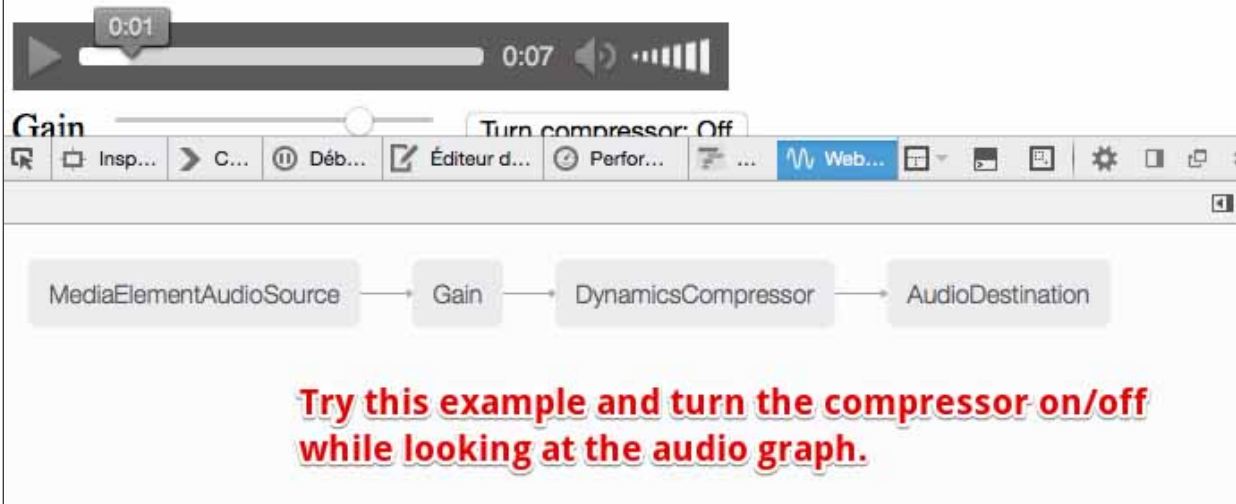 0:01
0:07
Gain
Turn compressor: Off
Insp... C... Déb... Éditeur d... Perfor... ... Web...
MediaElementAudioSource Gain DynamicsCompressor AudioDestination
Try this example and turn the compressor on/off
while looking at the audio graph.